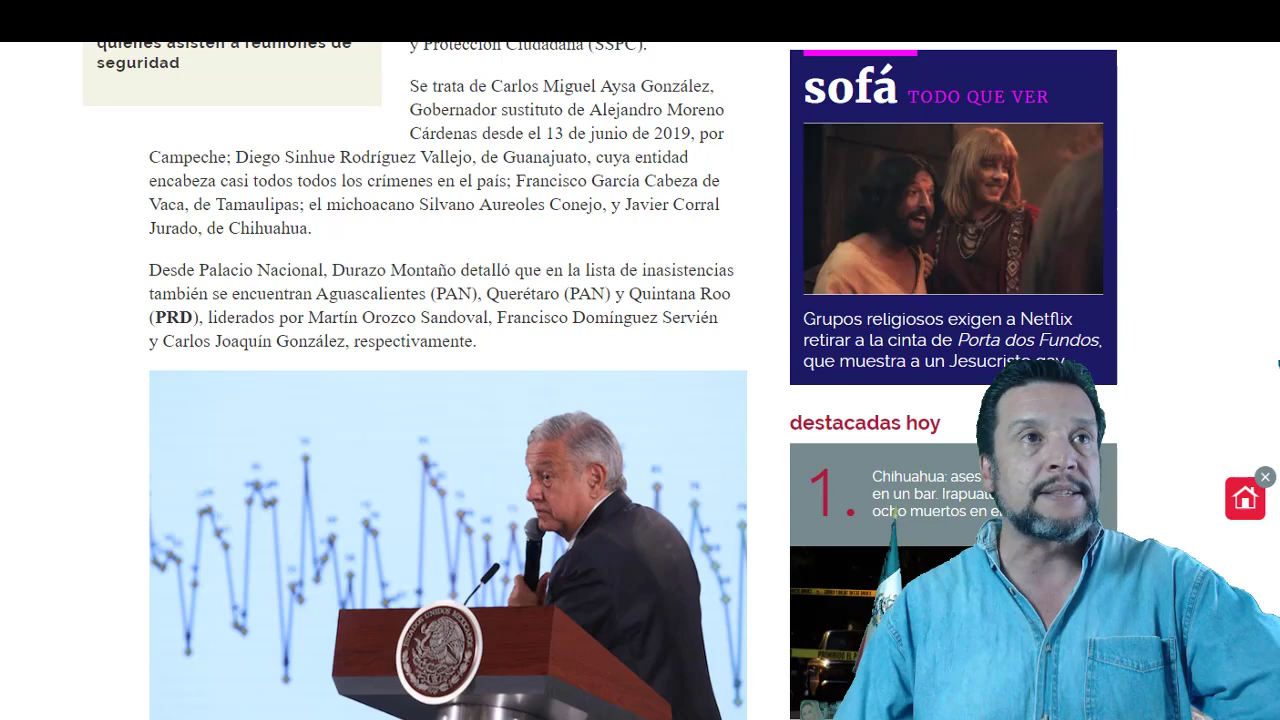 quienes asisten a reuniones de
seguridad
y Protección Ciudadana (SSPC).
Se trata de Carlos Miguel Aysa González,
Gobernador sustituto de Alejandro Moreno
Cárdenas desde el 13 de junio de 2019, por
Campeche; Diego Sinhue Rodríguez Vallejo, de Guanajuato, cuya entidad
encabeza casi todos todos los crímenes en el país; Francisco García Cabeza de
Vaca, de Tamaulipas; el michoacano Silvano Aureoles Conejo, y Javier Corral
Jurado, de Chihuahua.
Desde Palacio Nacional, Durazo Montaño detalló que en la lista de inasistencias
también se encuentran Aguascalientes (PAN), Querétaro (PAN) y Quintana Roo
(PRD), liderados por Martín Orozco Sandoval, Francisco Domínguez Servién
y Carlos Joaquín González, respectivamente.
UNIDOS MEXICANOS
sofá TODO QUE VER
Grupos religiosos exigen a Netflix
retirar a la cinta de Porta dos Fundos,
que muestra a un Jesucristo gay
destacadas hoy
1.
Chihuahua:
en un bar.
ocho muertos en